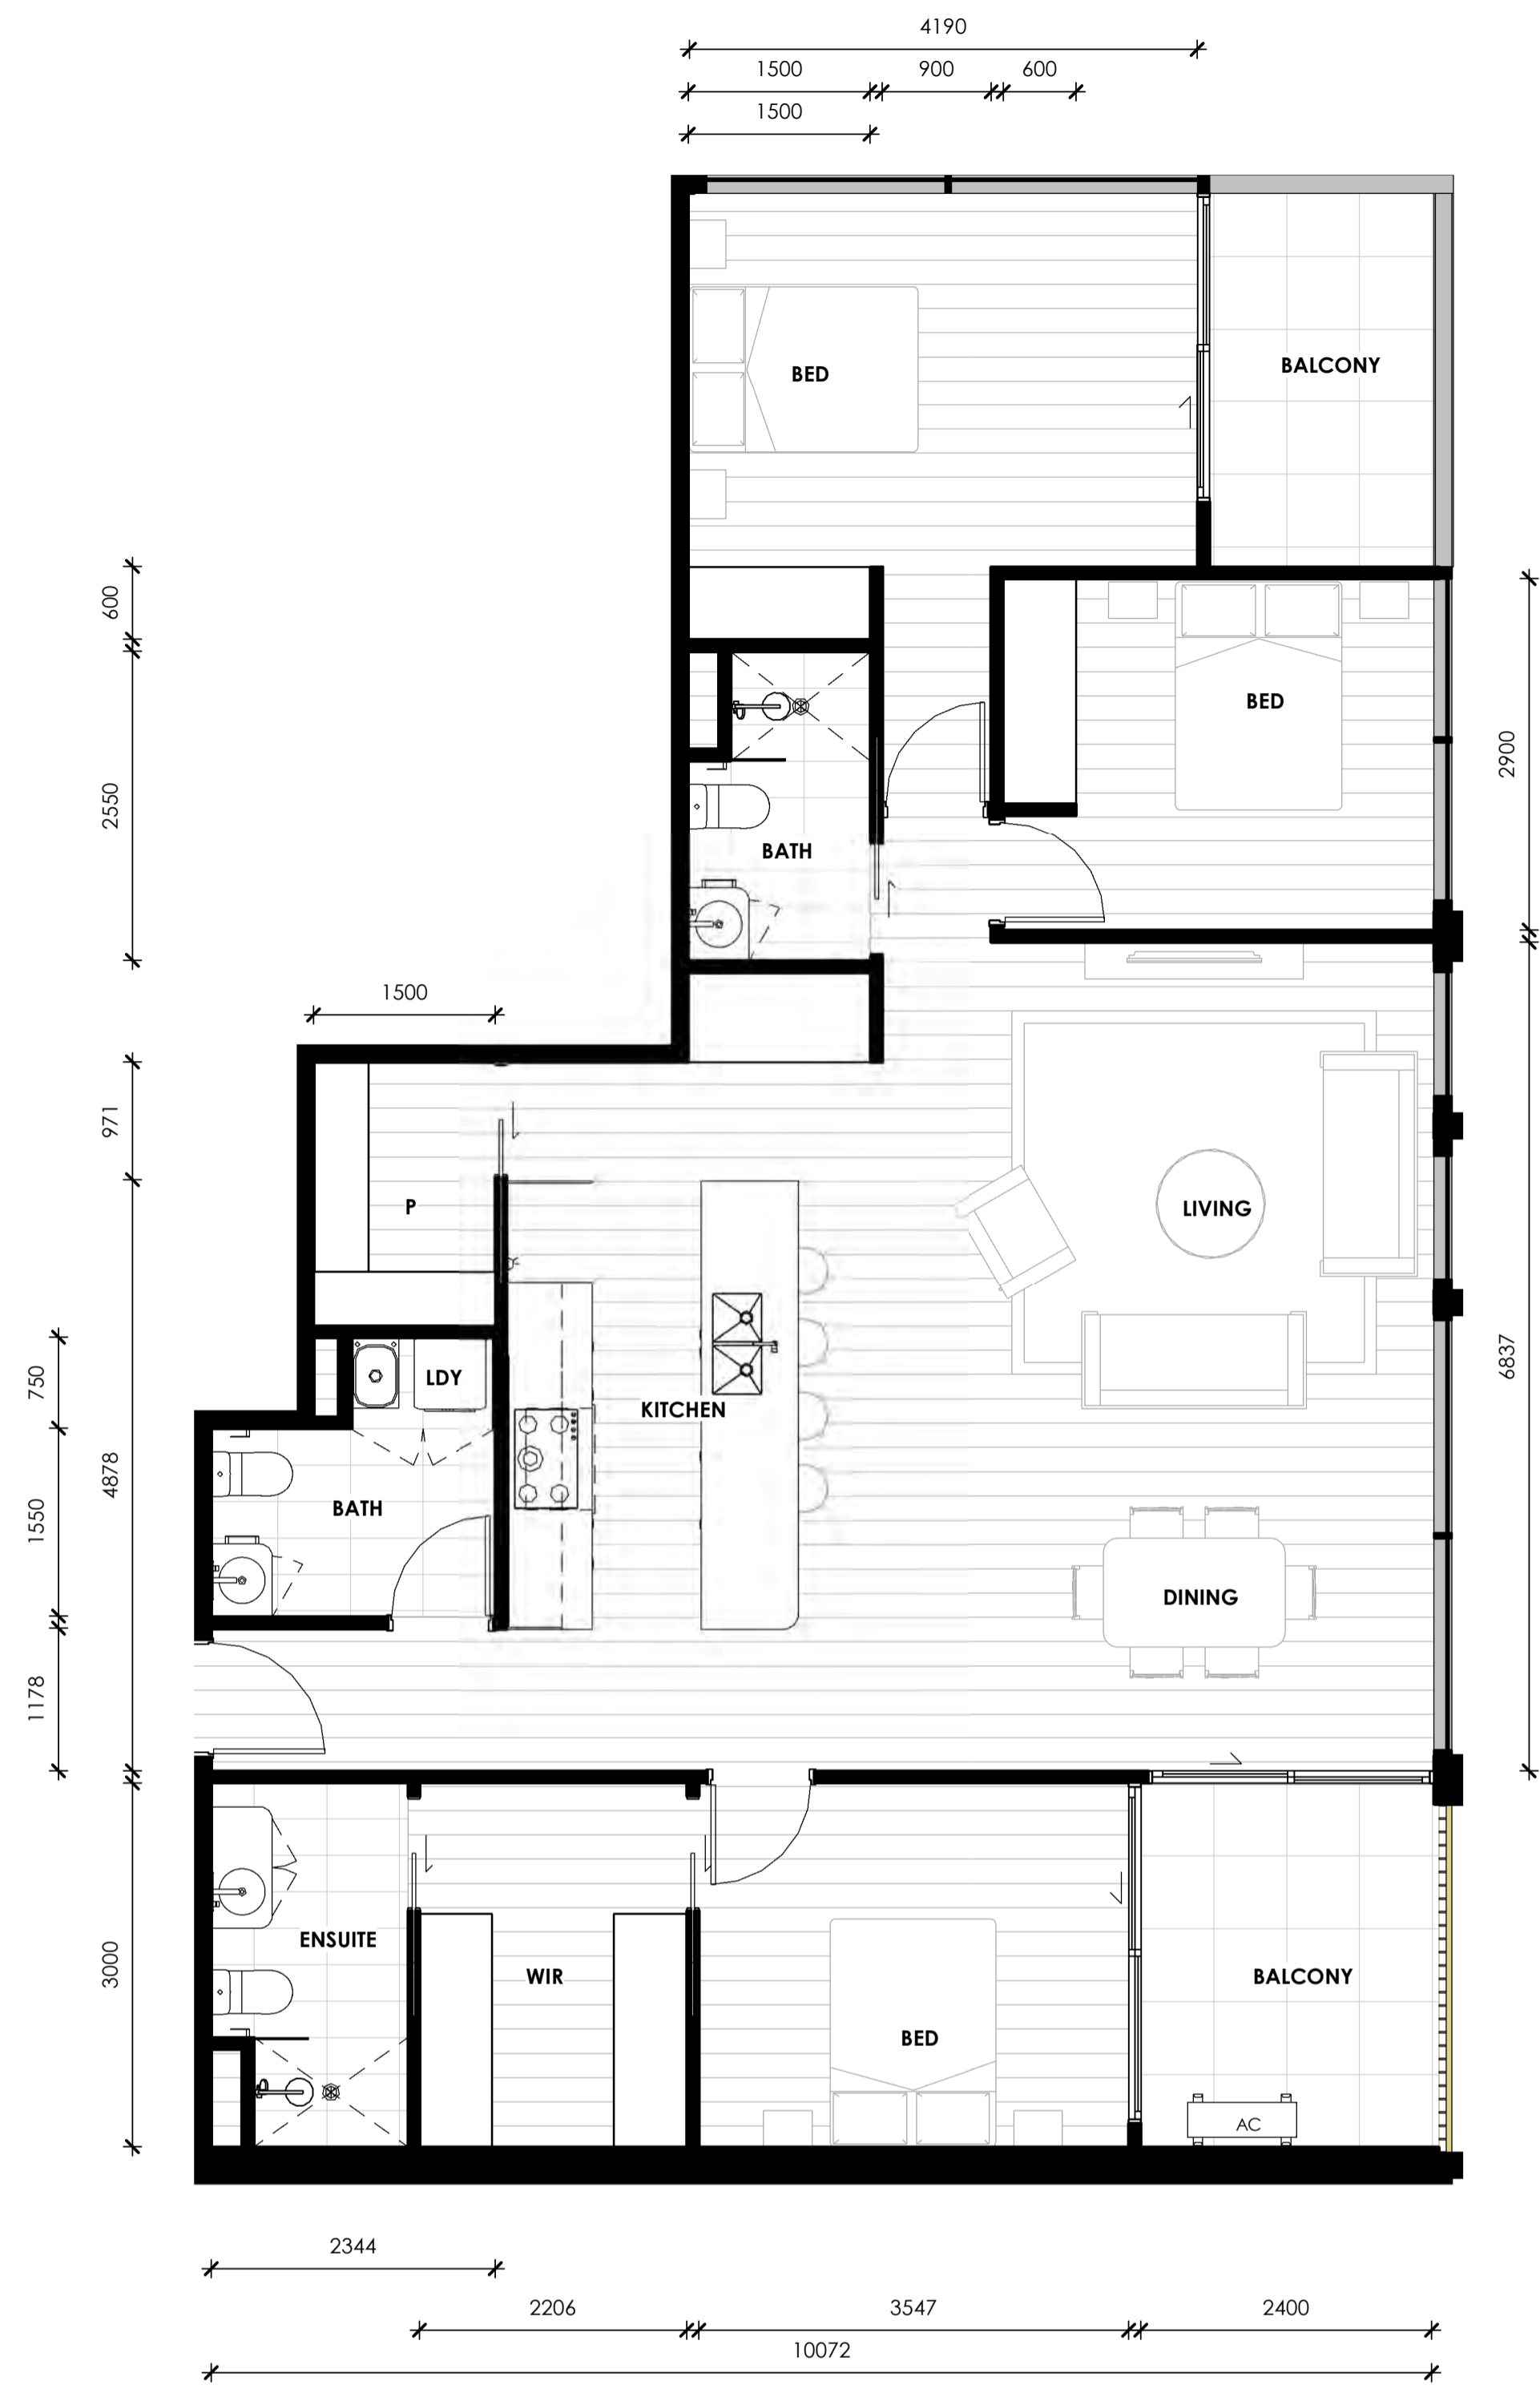 4190
1500
900
600
1500
BED
BALCONY
600
BED
2900
2550
BATH
1500
971
P
LIVING
6837
750
LDY
KITCHEN
4878
BATH
1550
DINING
1178
ENSUITE
WIR
BALCONY
3000
BED
AC
2344
2206
3547
2400
10072